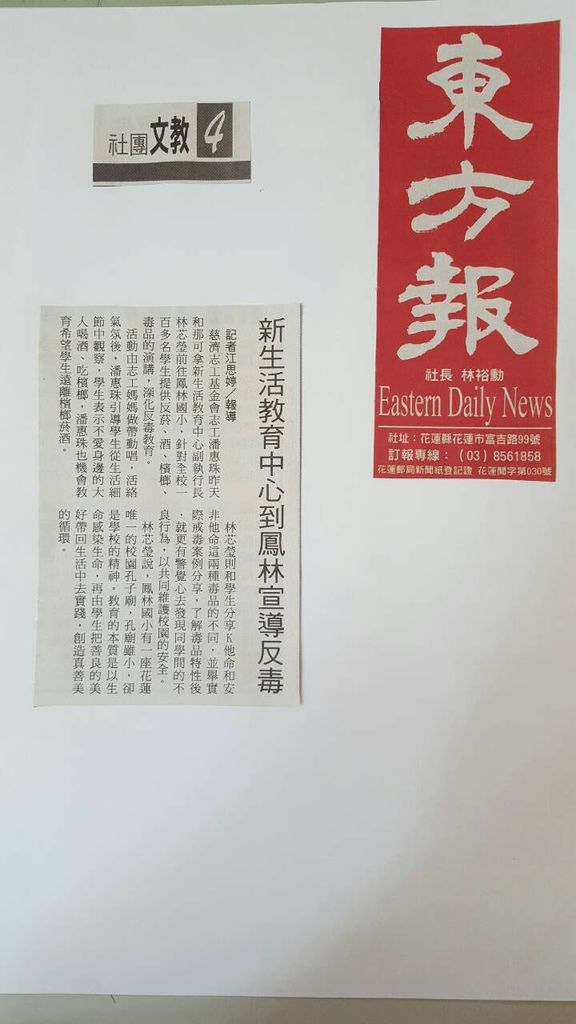 東方報
社長 林裕勳
Eastern Daily News
社址：花蓮縣花蓮市富吉路99號
訂報專線：（03）8561858
花蓮郵局新聞紙登記證 花蓮聞字第030號
社團文教 4
新生活教育中心到鳳林宣導反毒
記者江思婷／報導
慈濟志工基金會志工潘惠珠昨天
和那可拿新生活教育中心副執行長
林芯瑩前往鳳林國小，針對全校一
百多名學生提供反菸、酒、檳榔、
毒品的演講，深化反毒教育。
活動由志工媽媽做帶動唱，活絡
氣氛後，潘惠珠引導學生從生活細
節中觀察，學生表示不愛身邊的大
人喝酒、吃檳榔，潘惠珠也機會教
育希望學生遠離檳榔菸酒。
林芯瑩則和學生分享K他命和安
非他命這兩種毒品的不同，並舉實
際戒毒案例分享，了解毒品特性後
，就更有警覺心去發現同學間的不
良行為，以共同維護校園的安全。
林芯瑩說，鳳林國小有一座花蓮
唯一的校園孔子廟，孔廟雖小，卻
是學校的精神。教育的本質是以生
命感染生命，再由學生把善良的美
好帶回生活中去實踐，創造真善美
的循環。